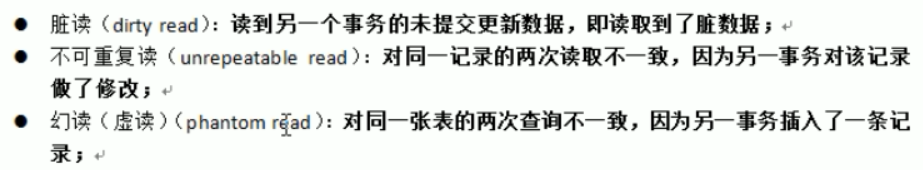 ● 脏读（dirty read）：读到另一个事务的未提交更新数据，即读取到了脏数据；
● 不可重复读（unrepeatable read）：对同一记录的两次读取不一致，因为另一事务对该记录
做了修改；
● 幻读（虚读）（phantom read）：对同一张表的两次查询不一致，因为另一事务插入了一条记
录；